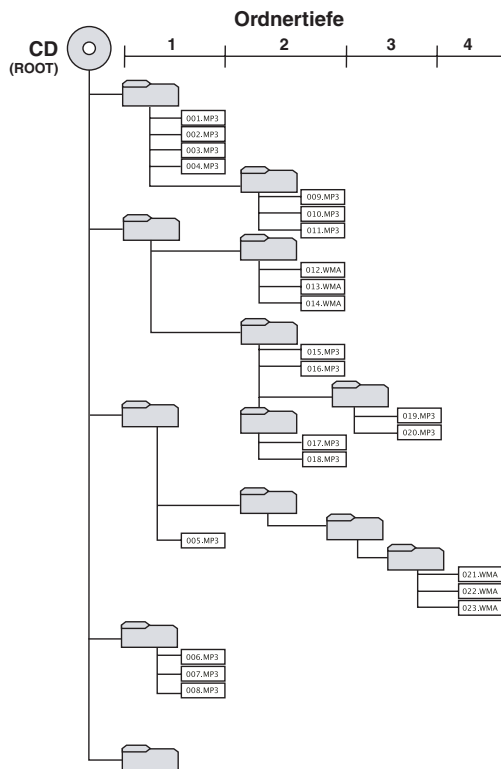 Ordnertiefe
CD
(ROOT)
1 2 3 4
001.MP3
002.MP3
003.MP3
004.MP3
009.MP3
010.MP3
011.MP3
012.WMA
013.WMA
014.WMA
015.MP3
016.MP3
019.MP3
020.MP3
017.MP3
018.MP3
005.MP3
021.WMA
022.WMA
023.WMA
006.MP3
007.MP3
008.MP3